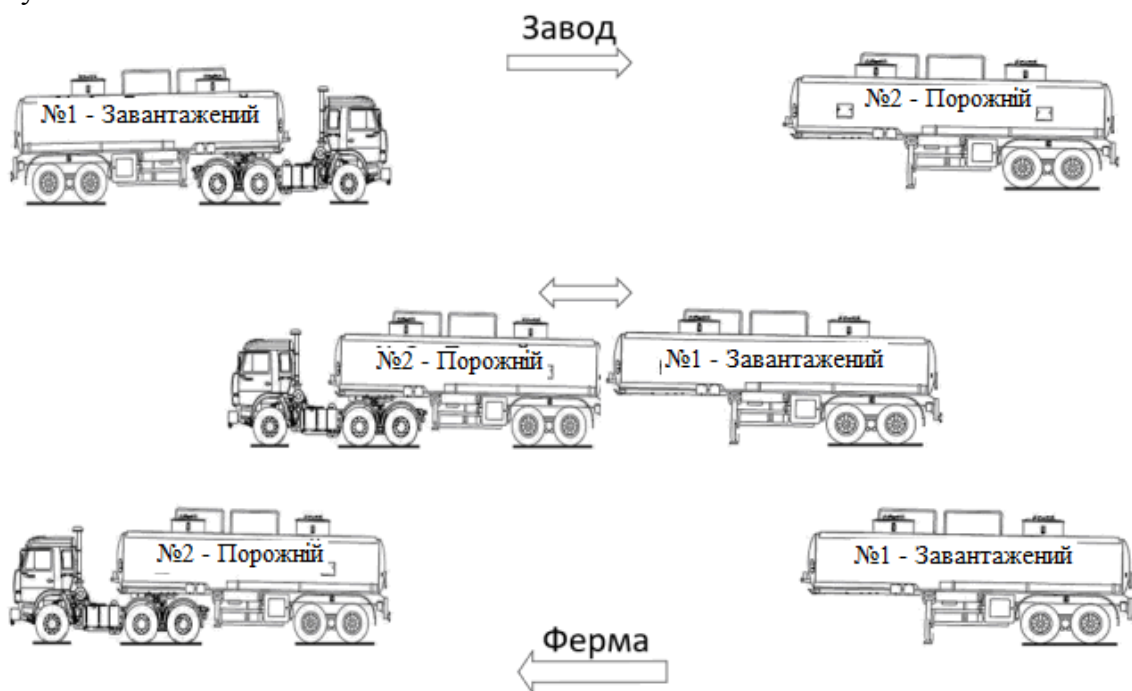 Завод
№1 - Завантажений
№2 - Порожній
№2 - Порожній
№1 - Завантажений
№2 - Порожній
№1 - Завантажений
Ферма